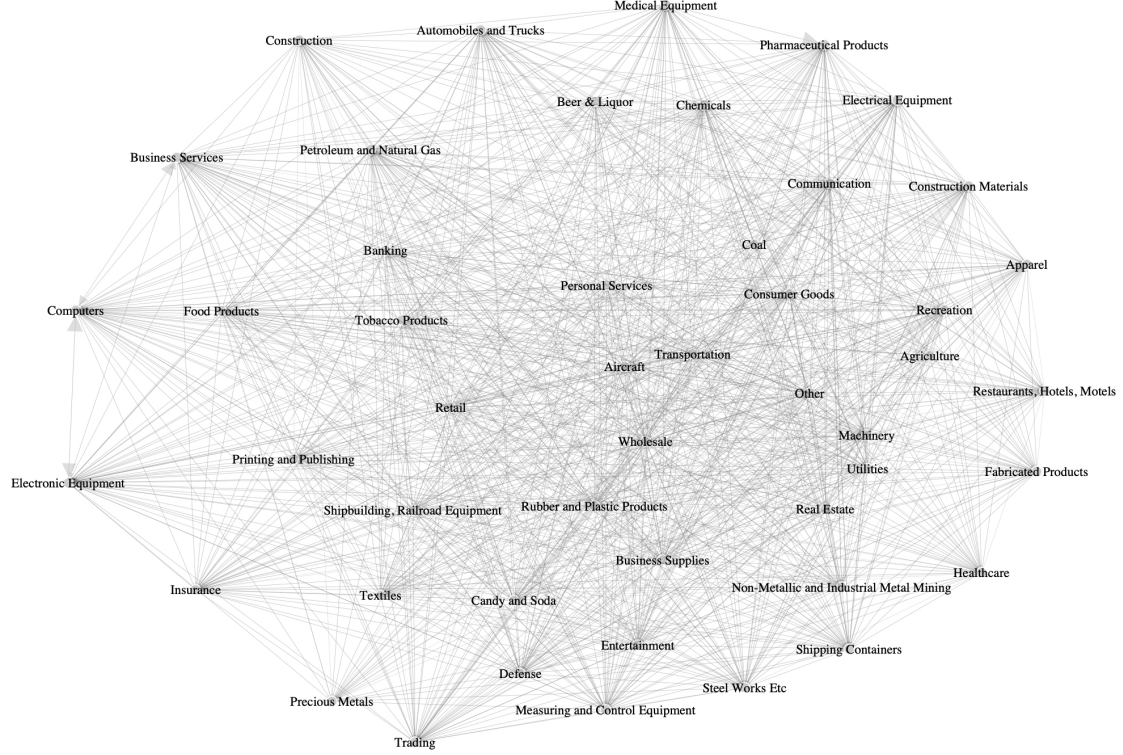 Medical Equipment
Automobiles and Trucks
Construction
Pharmaceutical Products
Beer & Liquor
Chemicals
Electrical Equipment
Petroleum and Natural Gas
Business Services
Communication
Construction Materials
Coal
Banking
Apparel
Personal Services
Consumer Goods
Computers
Food Products
Recreation
Tobacco Products
Transportation
Agriculture
Aircraft
Other
Restaurants, Hotels, Motels
Retail
Machinery
Wholesale
Printing and Publishing
Utilities
Fabricated Products
Electronic Equipment
Shipbuilding, Railroad Equipment
Rubber and Plastic Products
Real Estate
Business Supplies
Healthcare
Insurance
Textiles
Non-Metallic and Industrial Metal Mining
Candy and Soda
Entertainment
Shipping Containers
Defense
Steel Works Etc
Precious Metals
Measuring and Control Equipment
Trading